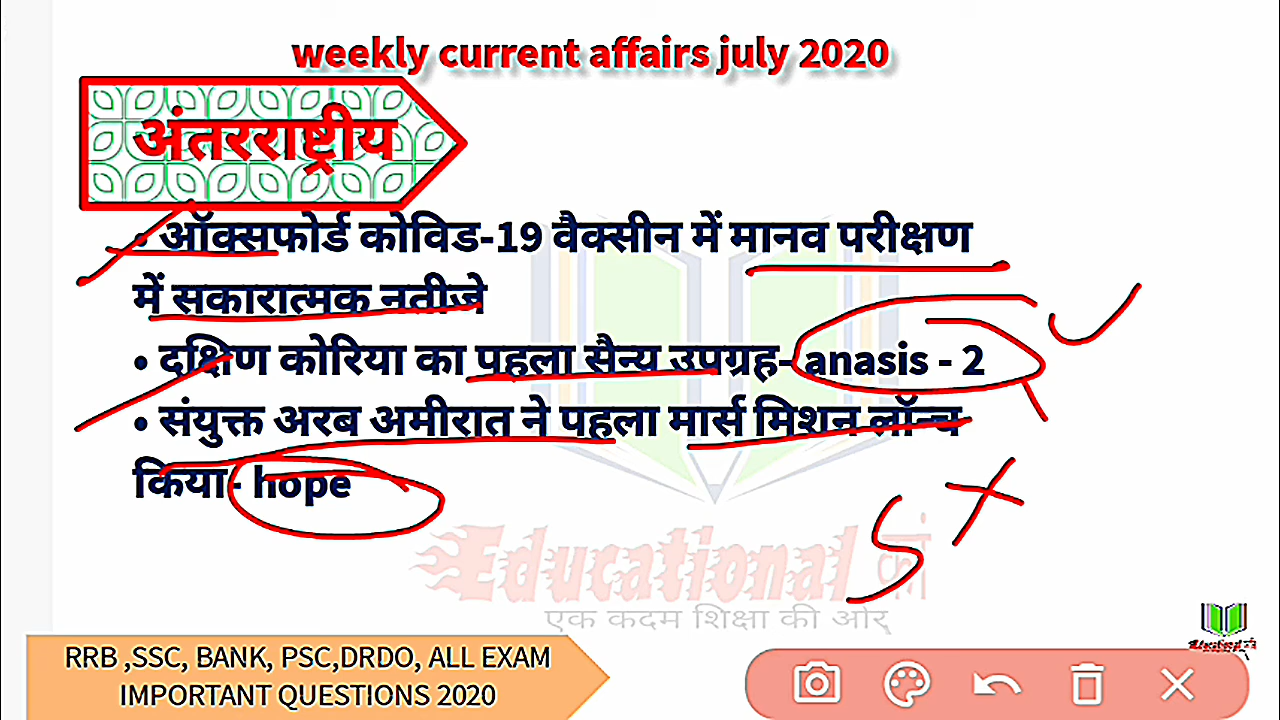 weekly current affairs july 2020
अंतरराष्ट्रीय
• ऑक्सफोर्ड कोविड-19 वैक्सीन में मानव परीक्षण
में सकारात्मक नतीजे
• दक्षिण कोरिया का पहला सैन्य उपग्रह- anasis - 2
• संयुक्त अरब अमीरात ने पहला मार्स मिशन लॉन्च
किया- hope
5 X
Educational
एक कदम शिक्षा की ओर
RRB ,SSC, BANK, PSC,DRDO, ALL EXAM
IMPORTANT QUESTIONS 2020